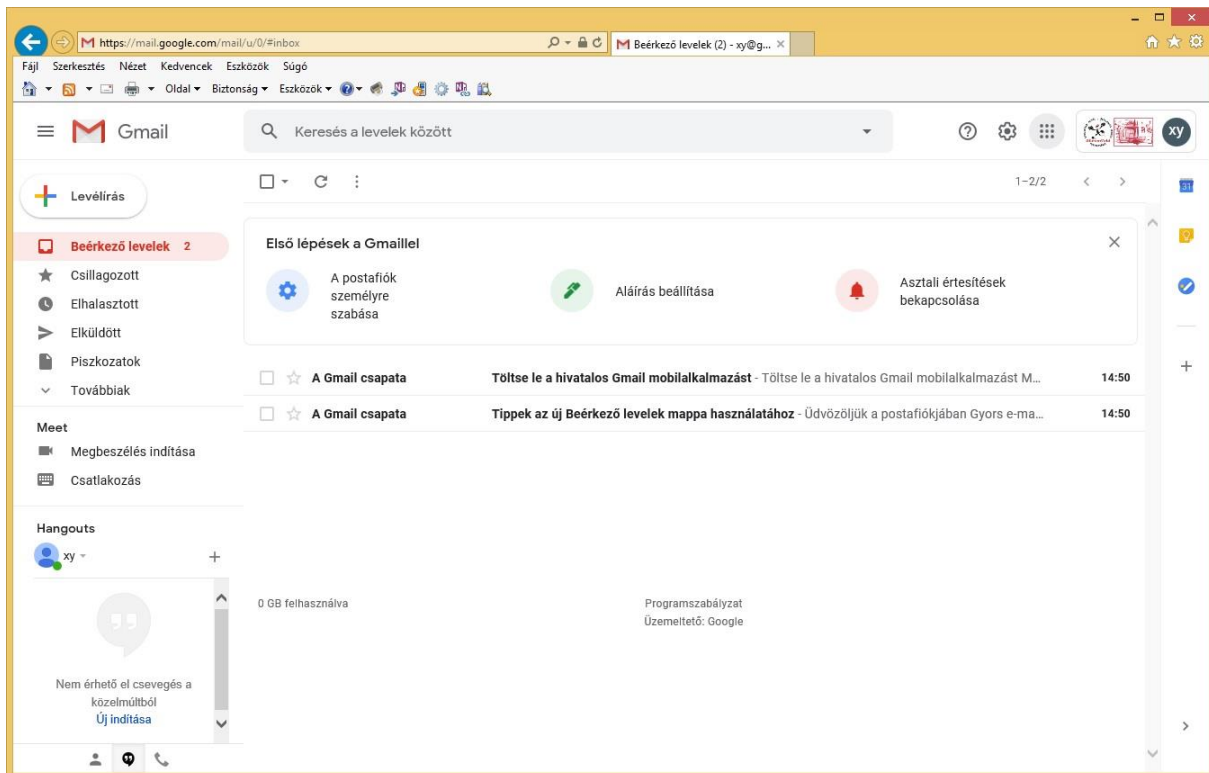 https://mail.google.com/mail/u/0/#inbox
Beérkező levelek (2) - xy@g...
Fájl Szerkesztés Nézet Kedvencek Eszközök Súgó
Oldal Biztonság Eszközök
Gmail
Keresés a levelek között
xy
Levélírás
1–2/2
31
Beérkező levelek 2
Csillagozott
Elhalasztott
Elküldött
Piszkozatok
Továbbiak
Első lépések a Gmaillel
A postafiók
személyre
szabása
Aláírás beállítása
Asztali értesítések
bekapcsolása
A Gmail csapata Töltse le a hivatalos Gmail mobilalkalmazást - Töltse le a hivatalos Gmail mobilalkalmazást M... 14:50
A Gmail csapata Tippek az új Beérkező levelek mappa használatához - Üdvözöljük a postafiókjában Gyors e-ma... 14:50
Meet
Megbeszélés indítása
Csatlakozás
Hangouts
xy
Nem érhető el csevegés a
közelmúltból
Új indítása
0 GB felhasználva
Programszabályzat
Üzemeltető: Google